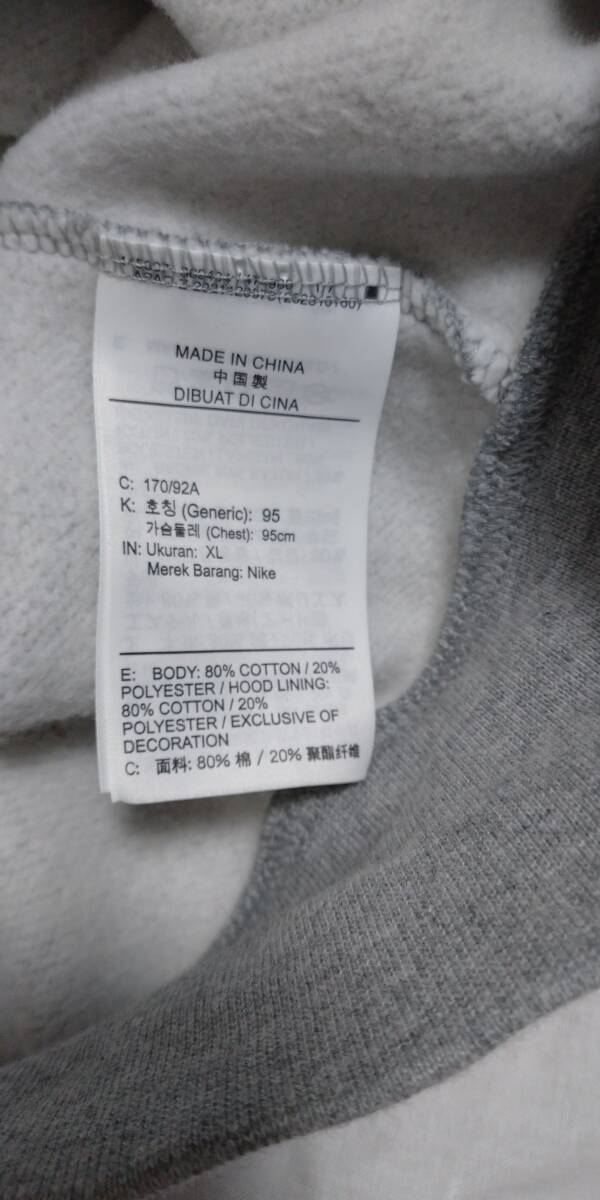 MADE IN CHINA
中国製
DIBUAT DI CINA
C: 170/92A
K: 호칭 (Generic): 95
가슴둘레 (Chest): 95cm
IN: Ukuran: XL
Merek Barang: Nike
E: BODY: 80% COTTON / 20%
POLYESTER / HOOD LINING:
80% COTTON / 20%
POLYESTER / EXCLUSIVE OF
DECORATION
C: 面料: 80% 棉 / 20% 聚酯纤维